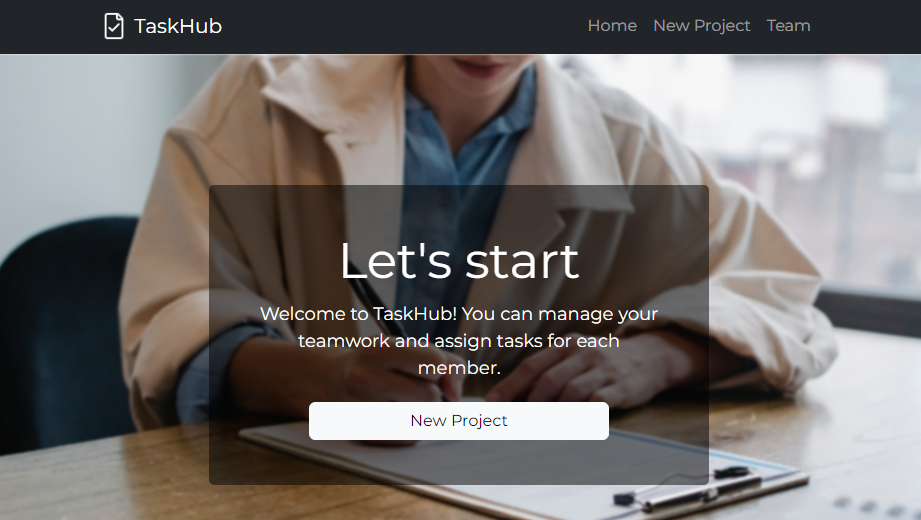 TaskHub
Home New Project Team
Let's start
Welcome to TaskHub! You can manage your
teamwork and assign tasks for each
member.
New Project